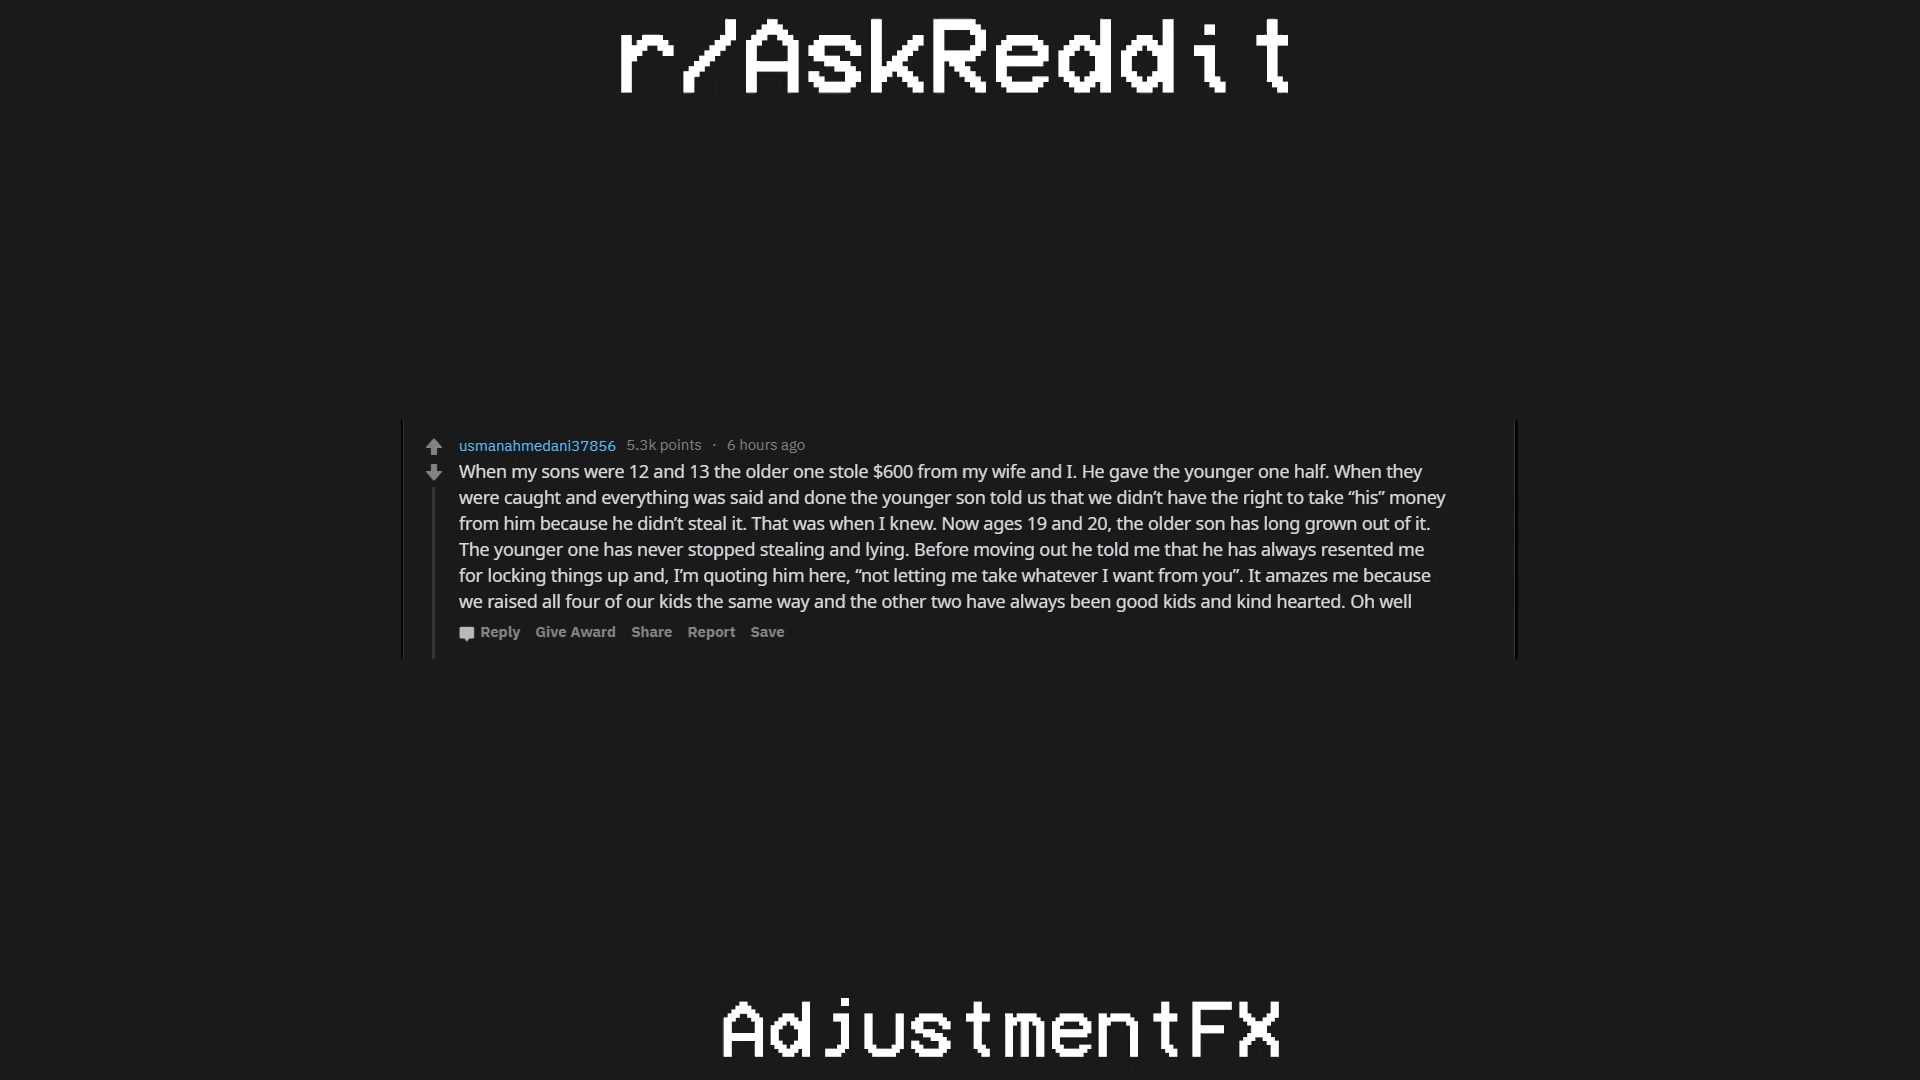 r/AskReddit
usmanahmedani37856 5.3k points · 6 hours ago
When my sons were 12 and 13 the older one stole $600 from my wife and I. He gave the younger one half. When they
were caught and everything was said and done the younger son told us that we didn’t have the right to take “his” money
from him because he didn’t steal it. That was when I knew. Now ages 19 and 20, the older son has long grown out of it.
The younger one has never stopped stealing and lying. Before moving out he told me that he has always resented me
for locking things up and, I’m quoting him here, “not letting me take whatever I want from you”. It amazes me because
we raised all four of our kids the same way and the other two have always been good kids and kind hearted. Oh well
Reply Give Award Share Report Save
AdjustmentFX